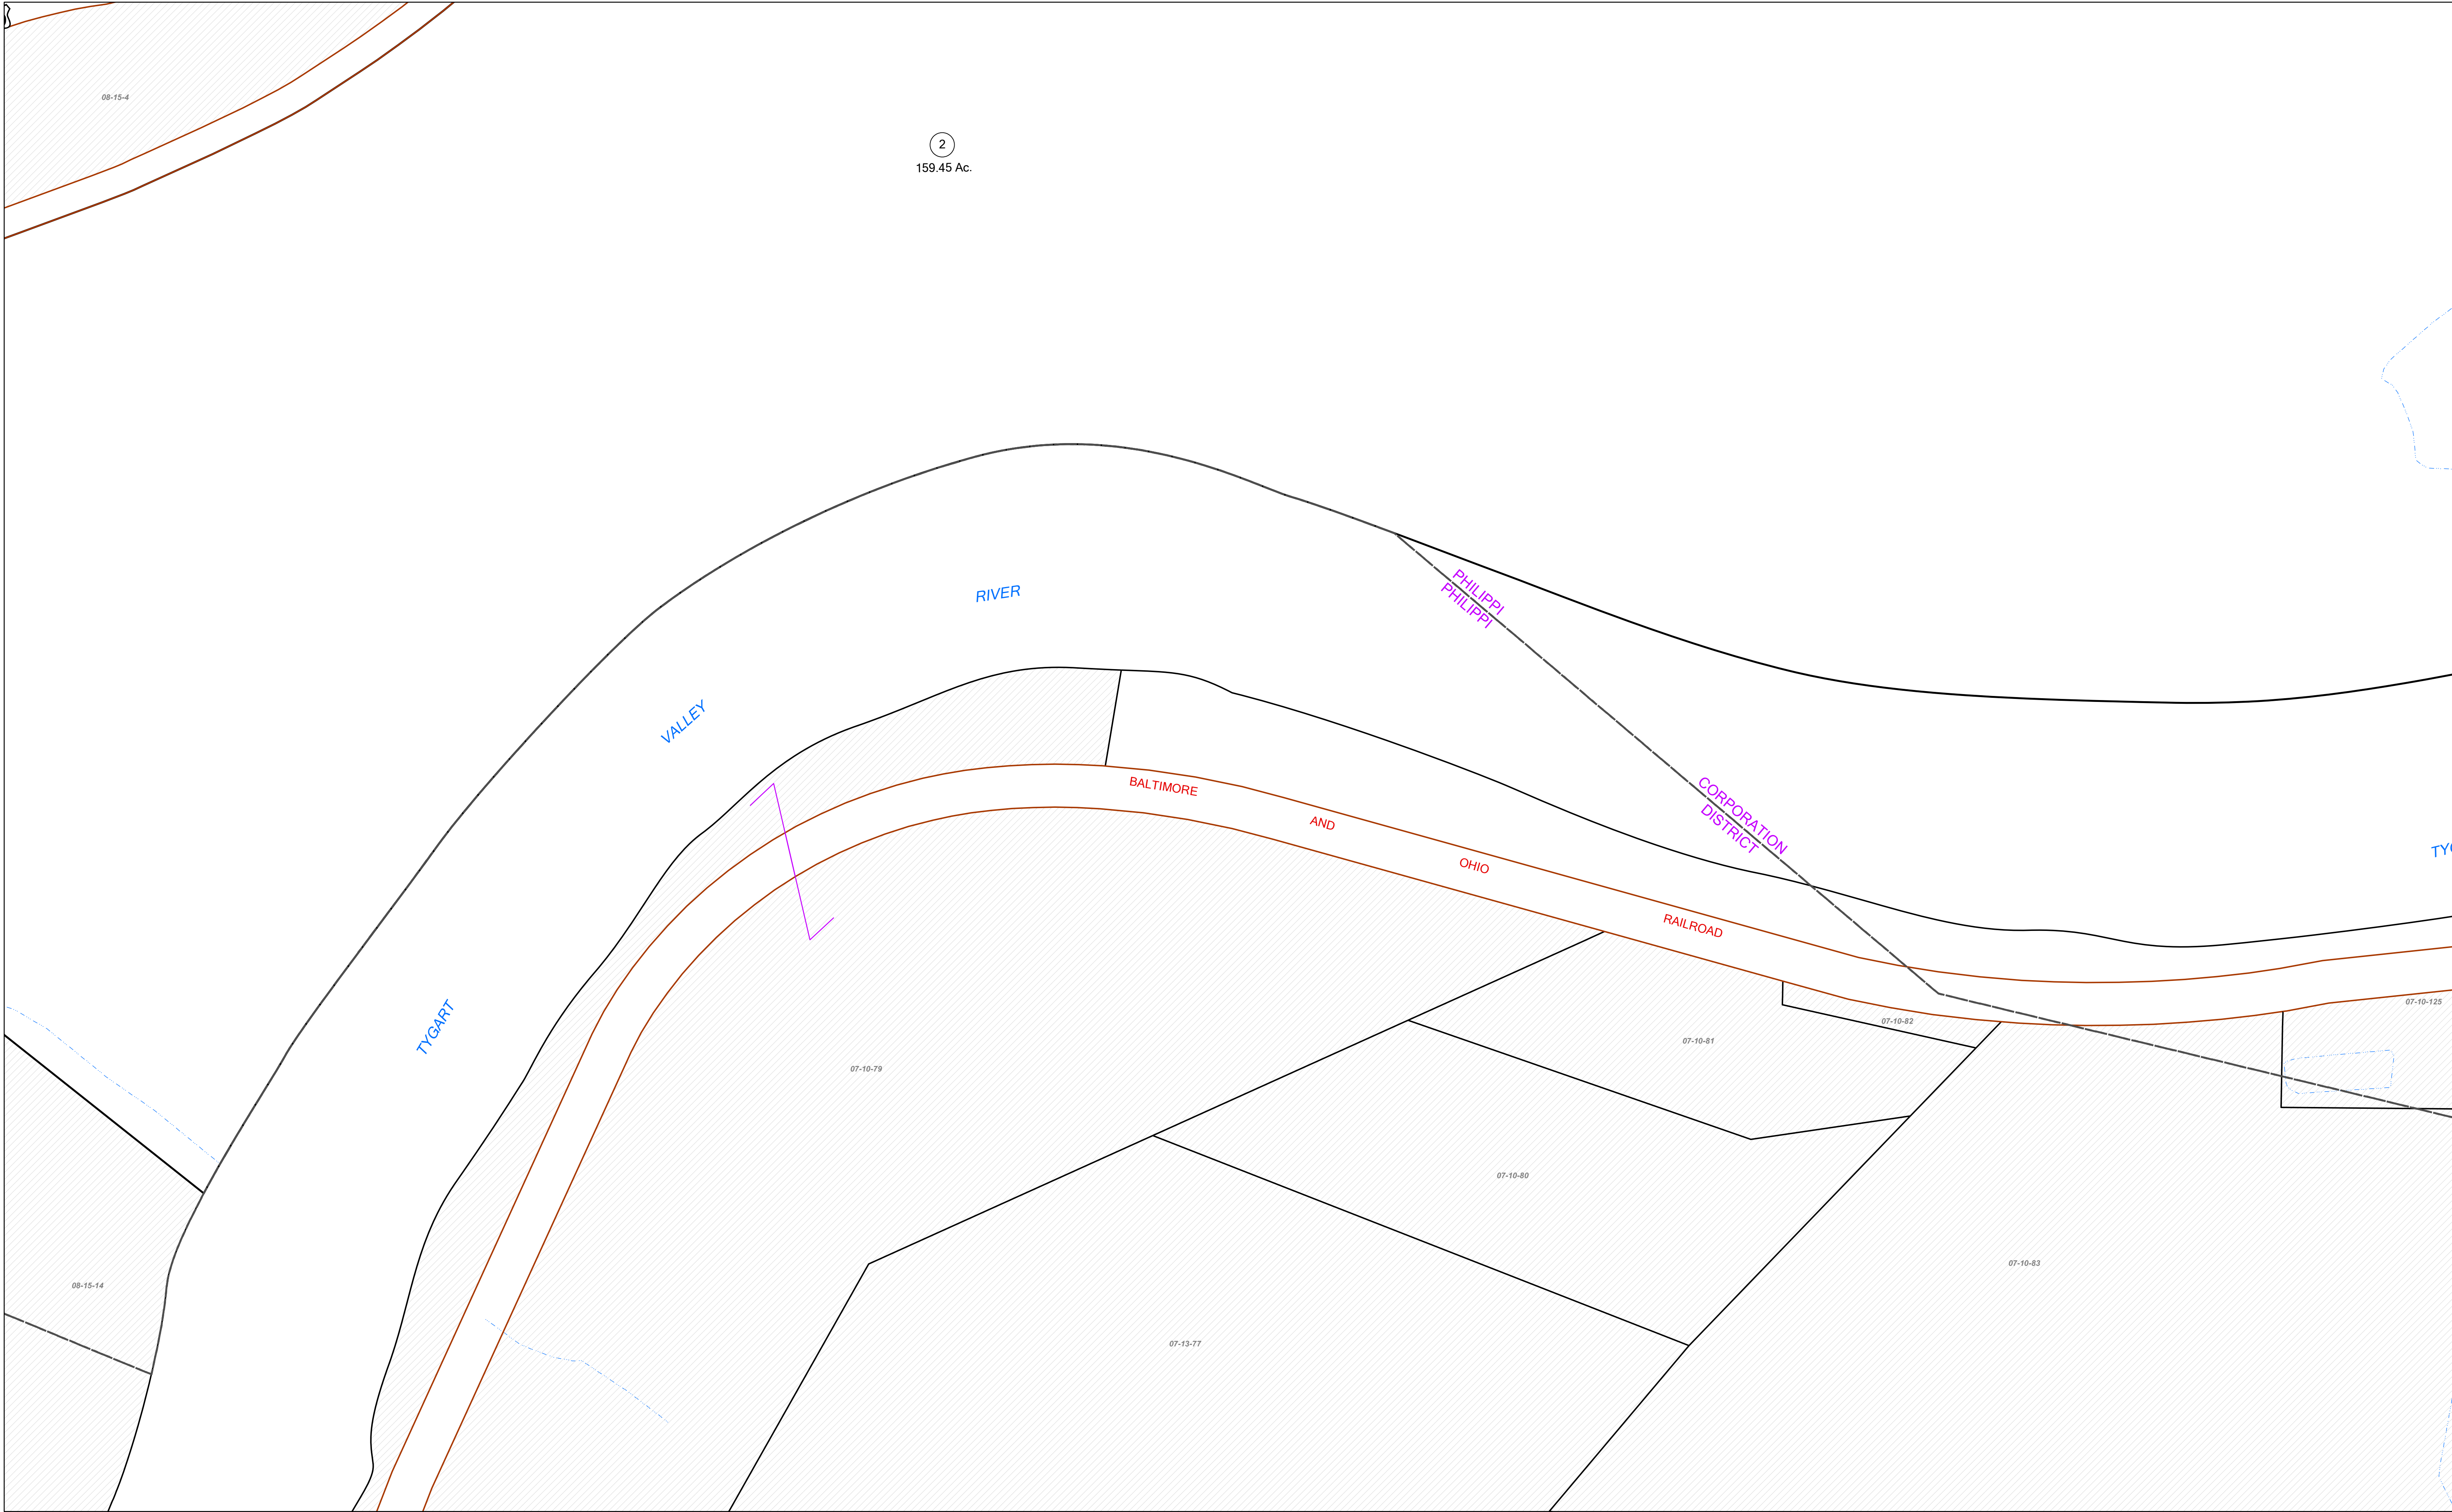 08-15-4
2
159.45 Ac.
PHILIPPI
PHILIPPI
RIVER
VALLEY
TYGART
BALTIMORE
AND
OHIO
RAILROAD
CORPORATION
DISTRICT
07-10-125
07-10-82
07-10-81
07-10-79
07-10-80
07-10-83
08-15-14
07-13-77